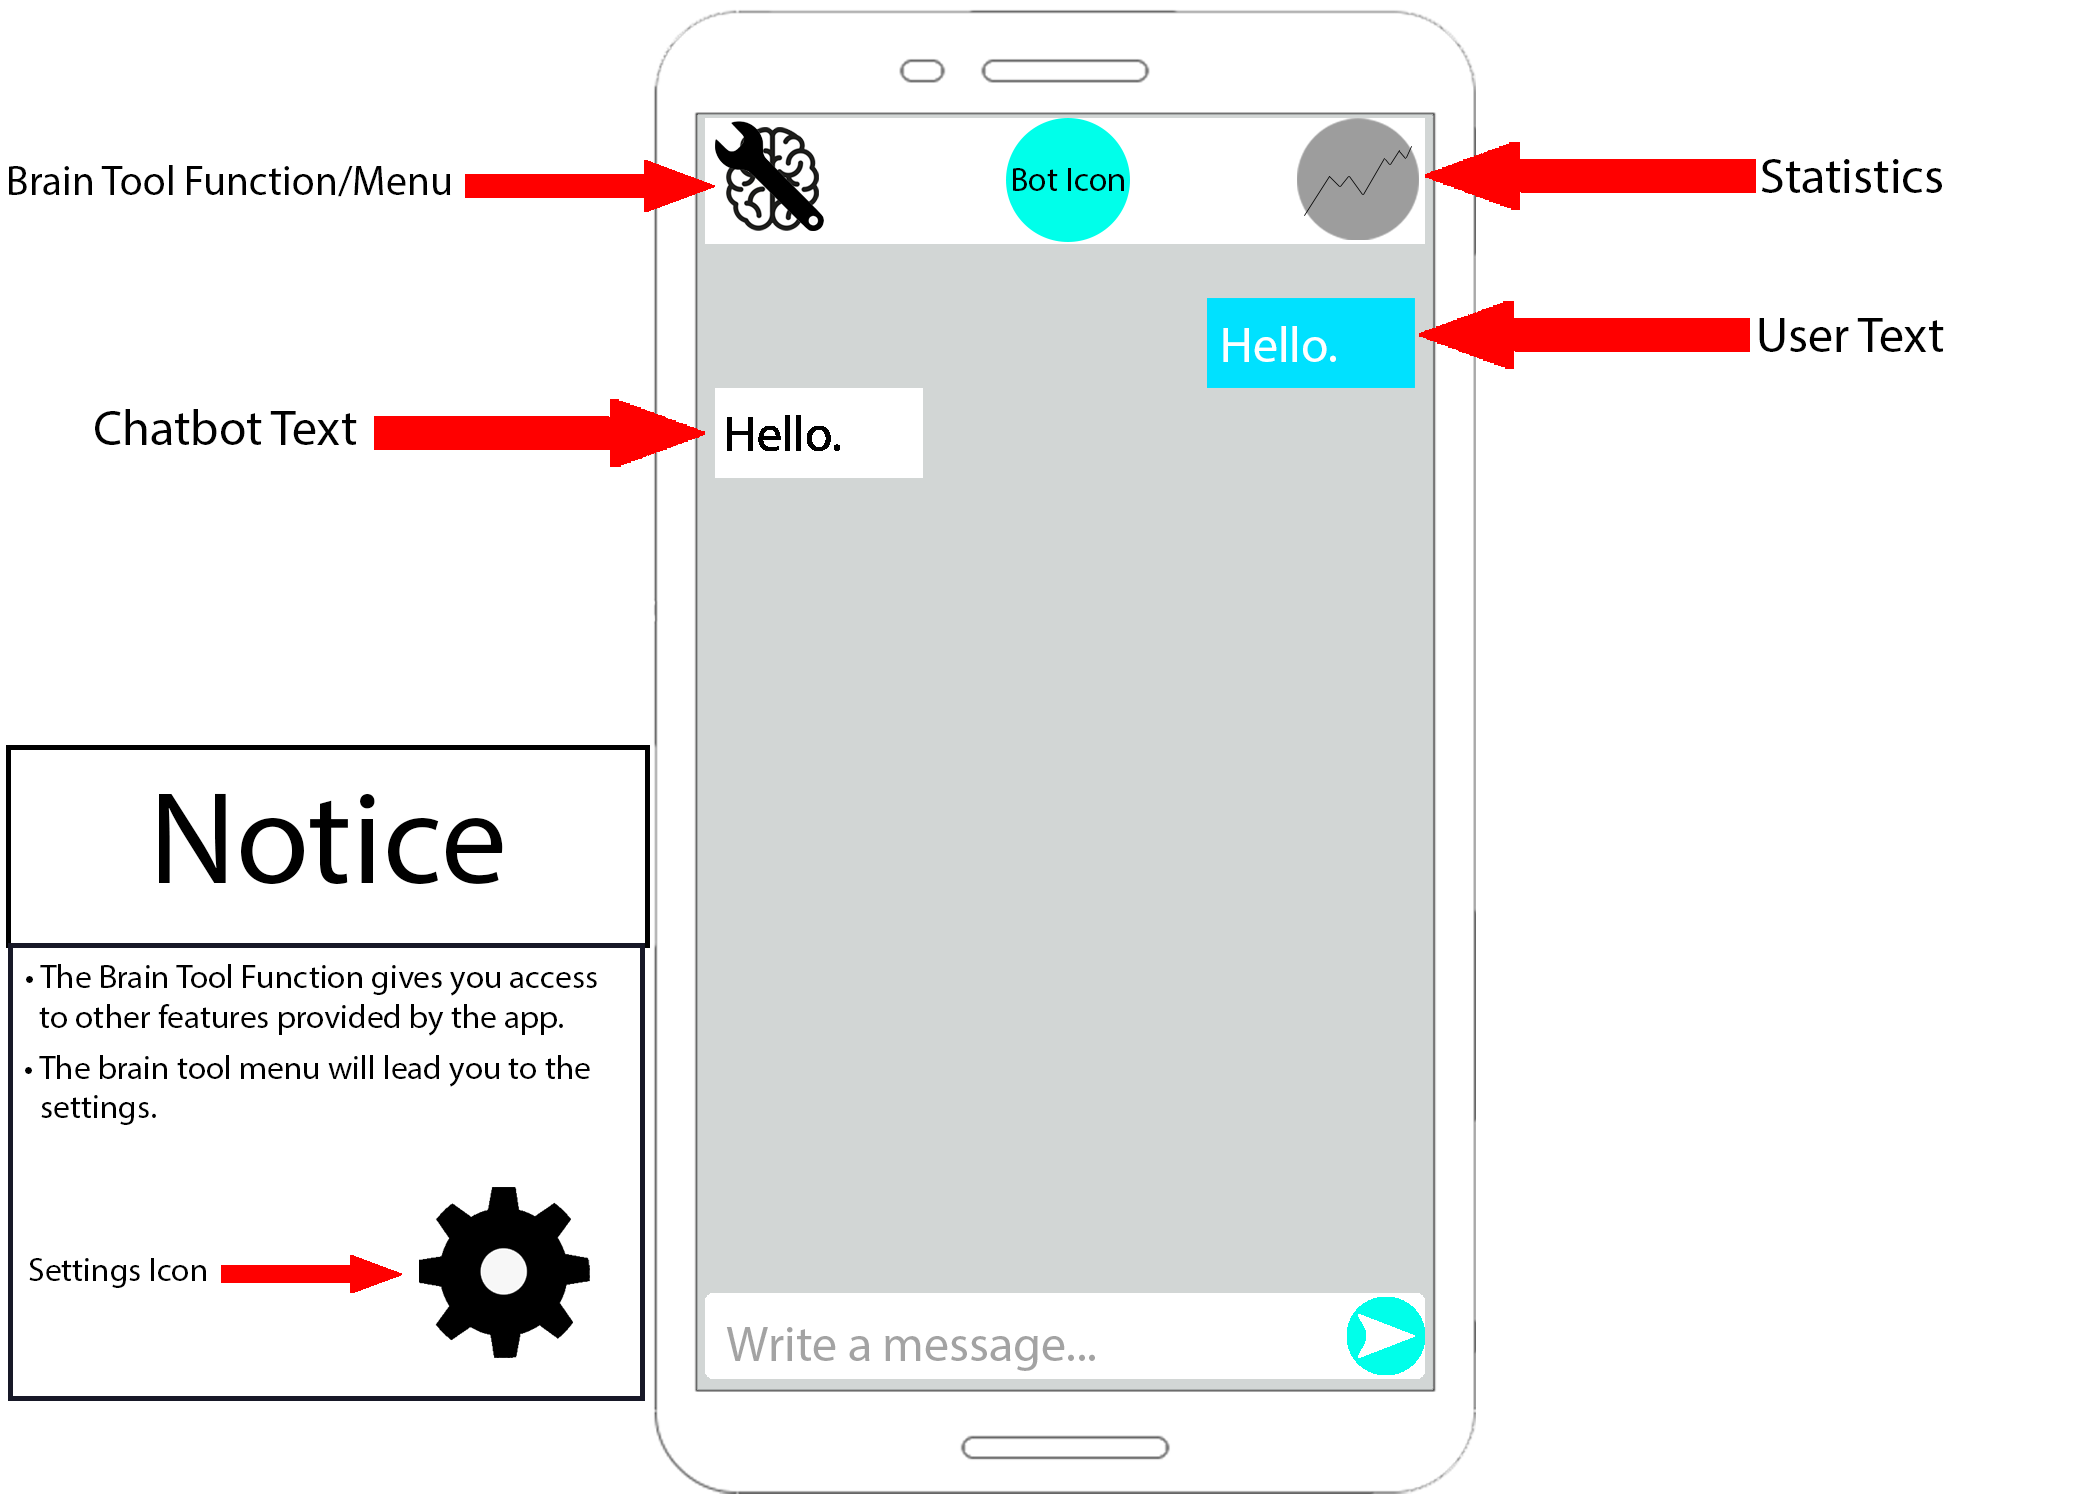 Brain Tool Function/Menu
Bot Icon
Statistics
Hello.
User Text
Chatbot Text
Hello.
Notice
• The Brain Tool Function gives you access
to other features provided by the app.
• The brain tool menu will lead you to the
settings.
Settings Icon
Write a message...